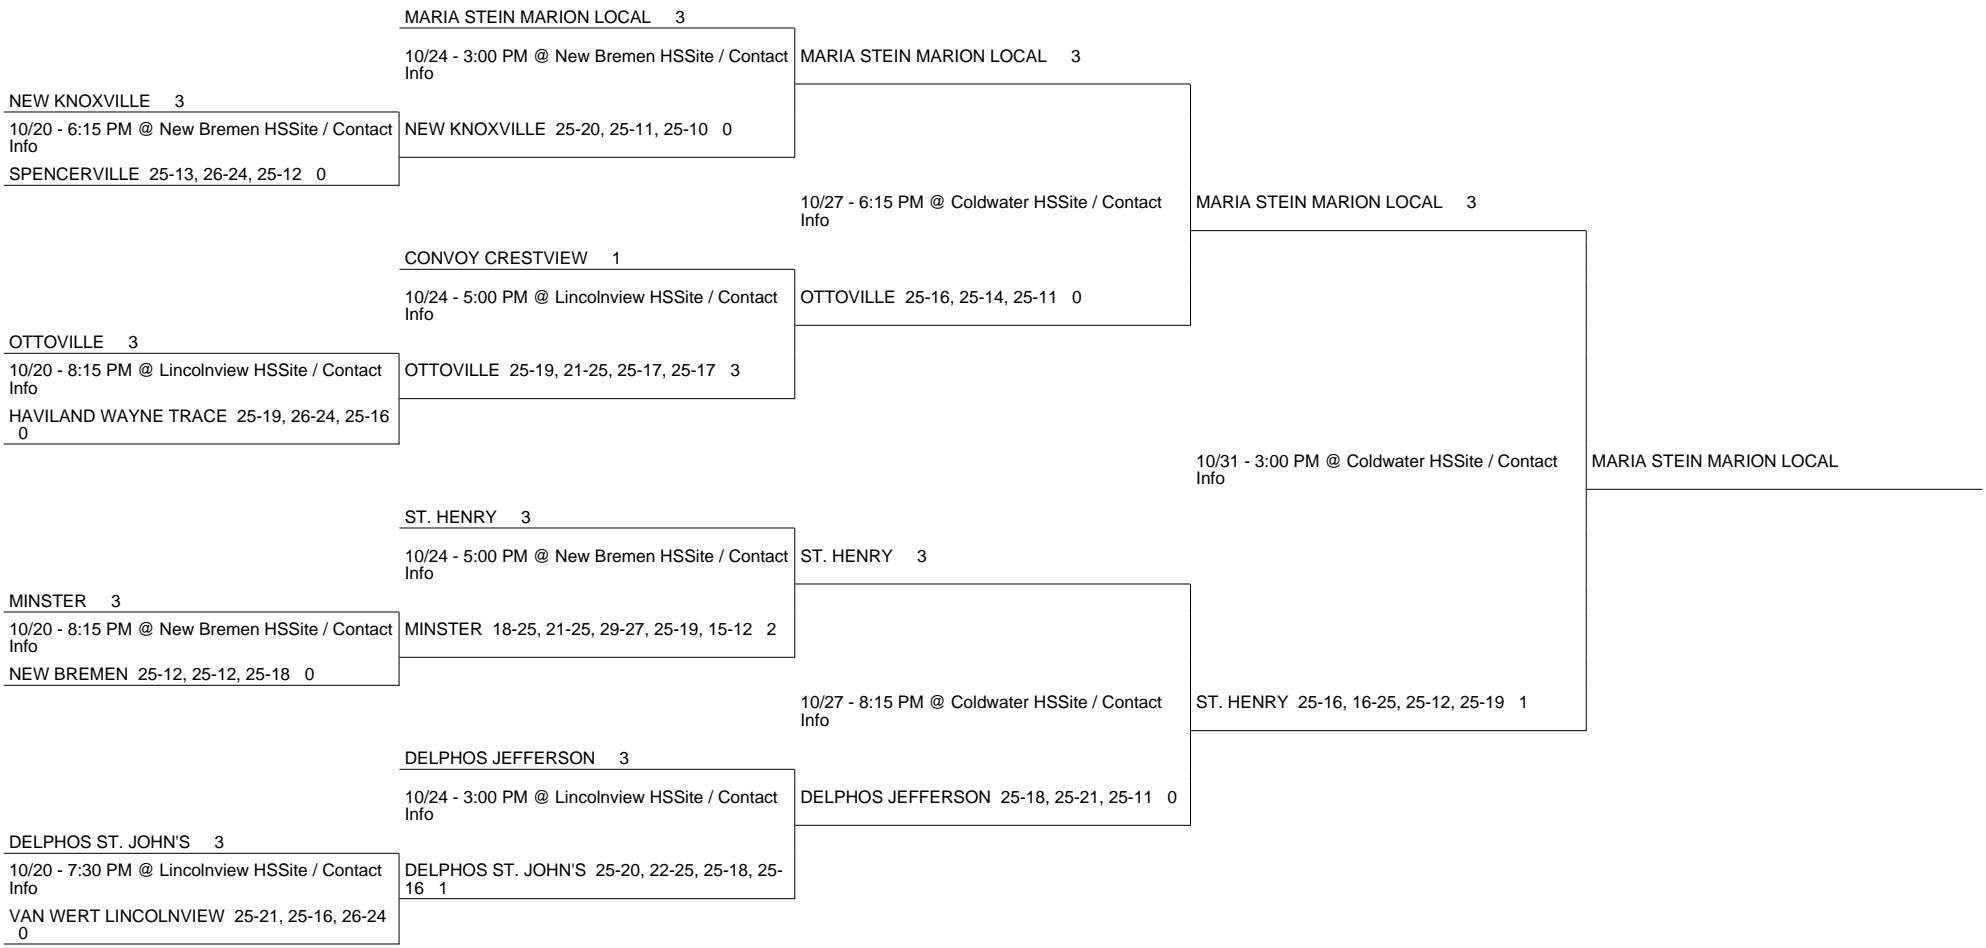 MARIA STEIN MARION LOCAL 3
10/24 - 3:00 PM @ New Bremen HSSite / Contact
Info
MARIA STEIN MARION LOCAL 3
NEW KNOXVILLE 3
10/20 - 6:15 PM @ New Bremen HSSite / Contact
Info
NEW KNOXVILLE 25-20, 25-11, 25-10 0
SPENCERVILLE 25-13, 26-24, 25-12 0
10/27 - 6:15 PM @ Coldwater HSSite / Contact
Info
MARIA STEIN MARION LOCAL 3
CONVOY CRESTVIEW 1
10/24 - 5:00 PM @ Lincolnview HSSite / Contact
Info
OTTOVILLE 25-16, 25-14, 25-11 0
OTTOVILLE 3
10/20 - 8:15 PM @ Lincolnview HSSite / Contact
Info
OTTOVILLE 25-19, 21-25, 25-17, 25-17 3
HAVILAND WAYNE TRACE 25-19, 26-24, 25-16
0
10/31 - 3:00 PM @ Coldwater HSSite / Contact
Info
MARIA STEIN MARION LOCAL
ST. HENRY 3
10/24 - 5:00 PM @ New Bremen HSSite / Contact
Info
ST. HENRY 3
MINSTER 3
10/20 - 8:15 PM @ New Bremen HSSite / Contact
Info
MINSTER 18-25, 21-25, 29-27, 25-19, 15-12 2
NEW BREMEN 25-12, 25-12, 25-18 0
10/27 - 8:15 PM @ Coldwater HSSite / Contact
Info
ST. HENRY 25-16, 16-25, 25-12, 25-19 1
DELPHOS JEFFERSON 3
10/24 - 3:00 PM @ Lincolnview HSSite / Contact
Info
DELPHOS JEFFERSON 25-18, 25-21, 25-11 0
DELPHOS ST. JOHN'S 3
10/20 - 7:30 PM @ Lincolnview HSSite / Contact
Info
DELPHOS ST. JOHN'S 25-20, 22-25, 25-18, 25-
16 1
VAN WERT LINCOLNVIEW 25-21, 25-16, 26-24
0